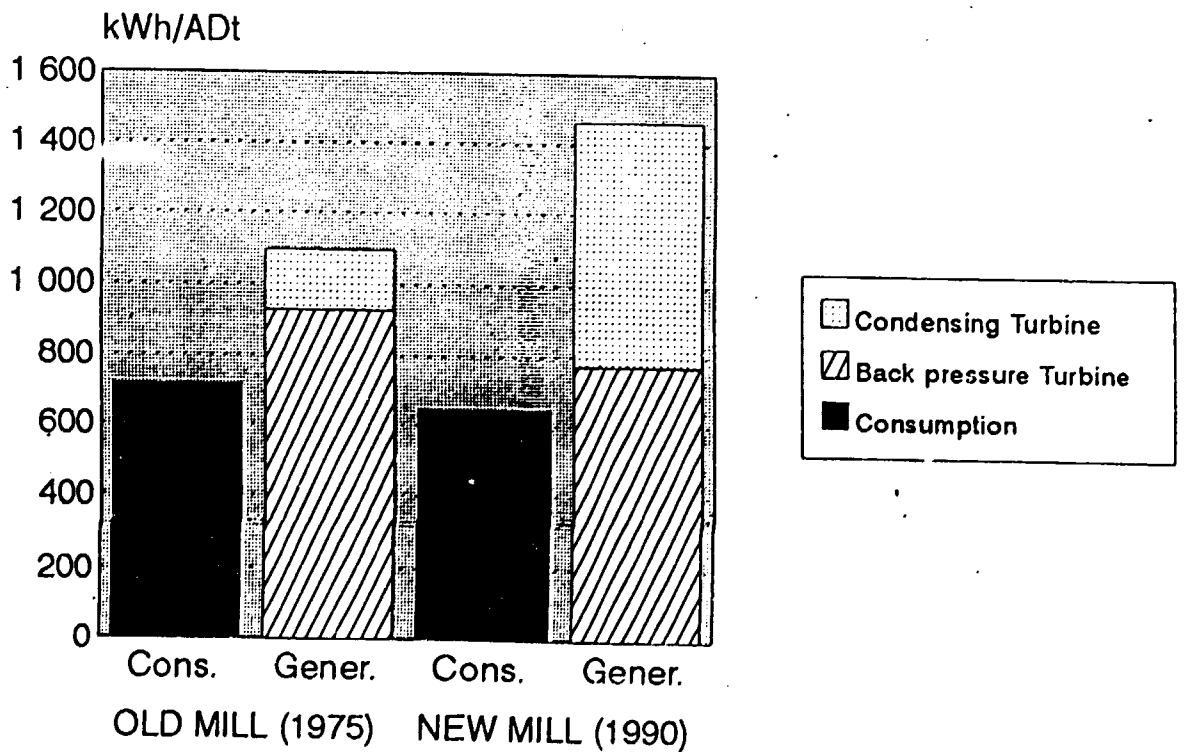 kWh/ADt
1 600
1 400
1 200
1 000
800
600
400
200
0
Cons. Gener. Cons. Gener.
OLD MILL (1975) NEW MILL (1990)
Condensing Turbine
Back pressure Turbine
Consumption